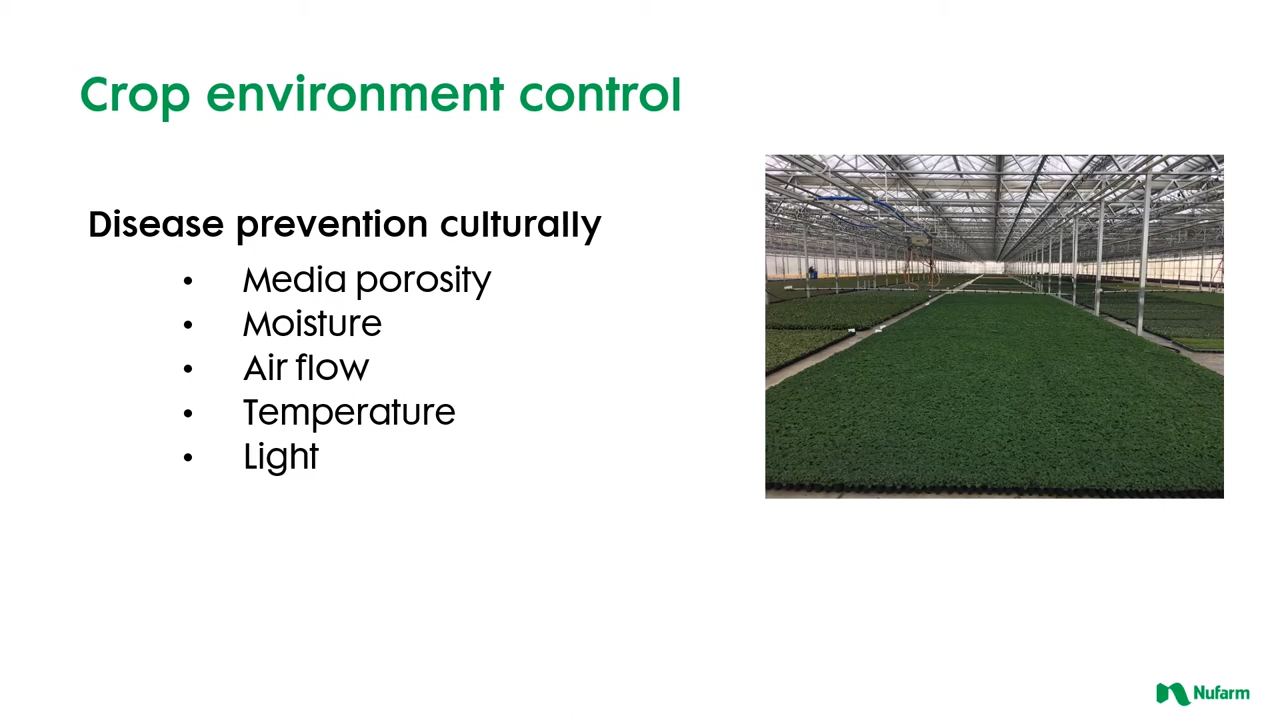 Crop environment control
Disease prevention culturally
• Media porosity
• Moisture
• Air flow
• Temperature
• Light
Nufarm